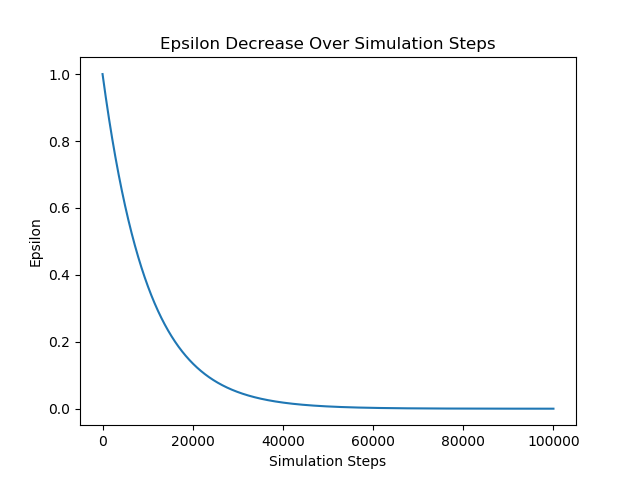 Epsilon Decrease Over Simulation Steps
1.0
0.8
0.6
0.4
0.2
0.0
Epsilon
0 20000 40000 60000 80000 100000
Simulation Steps